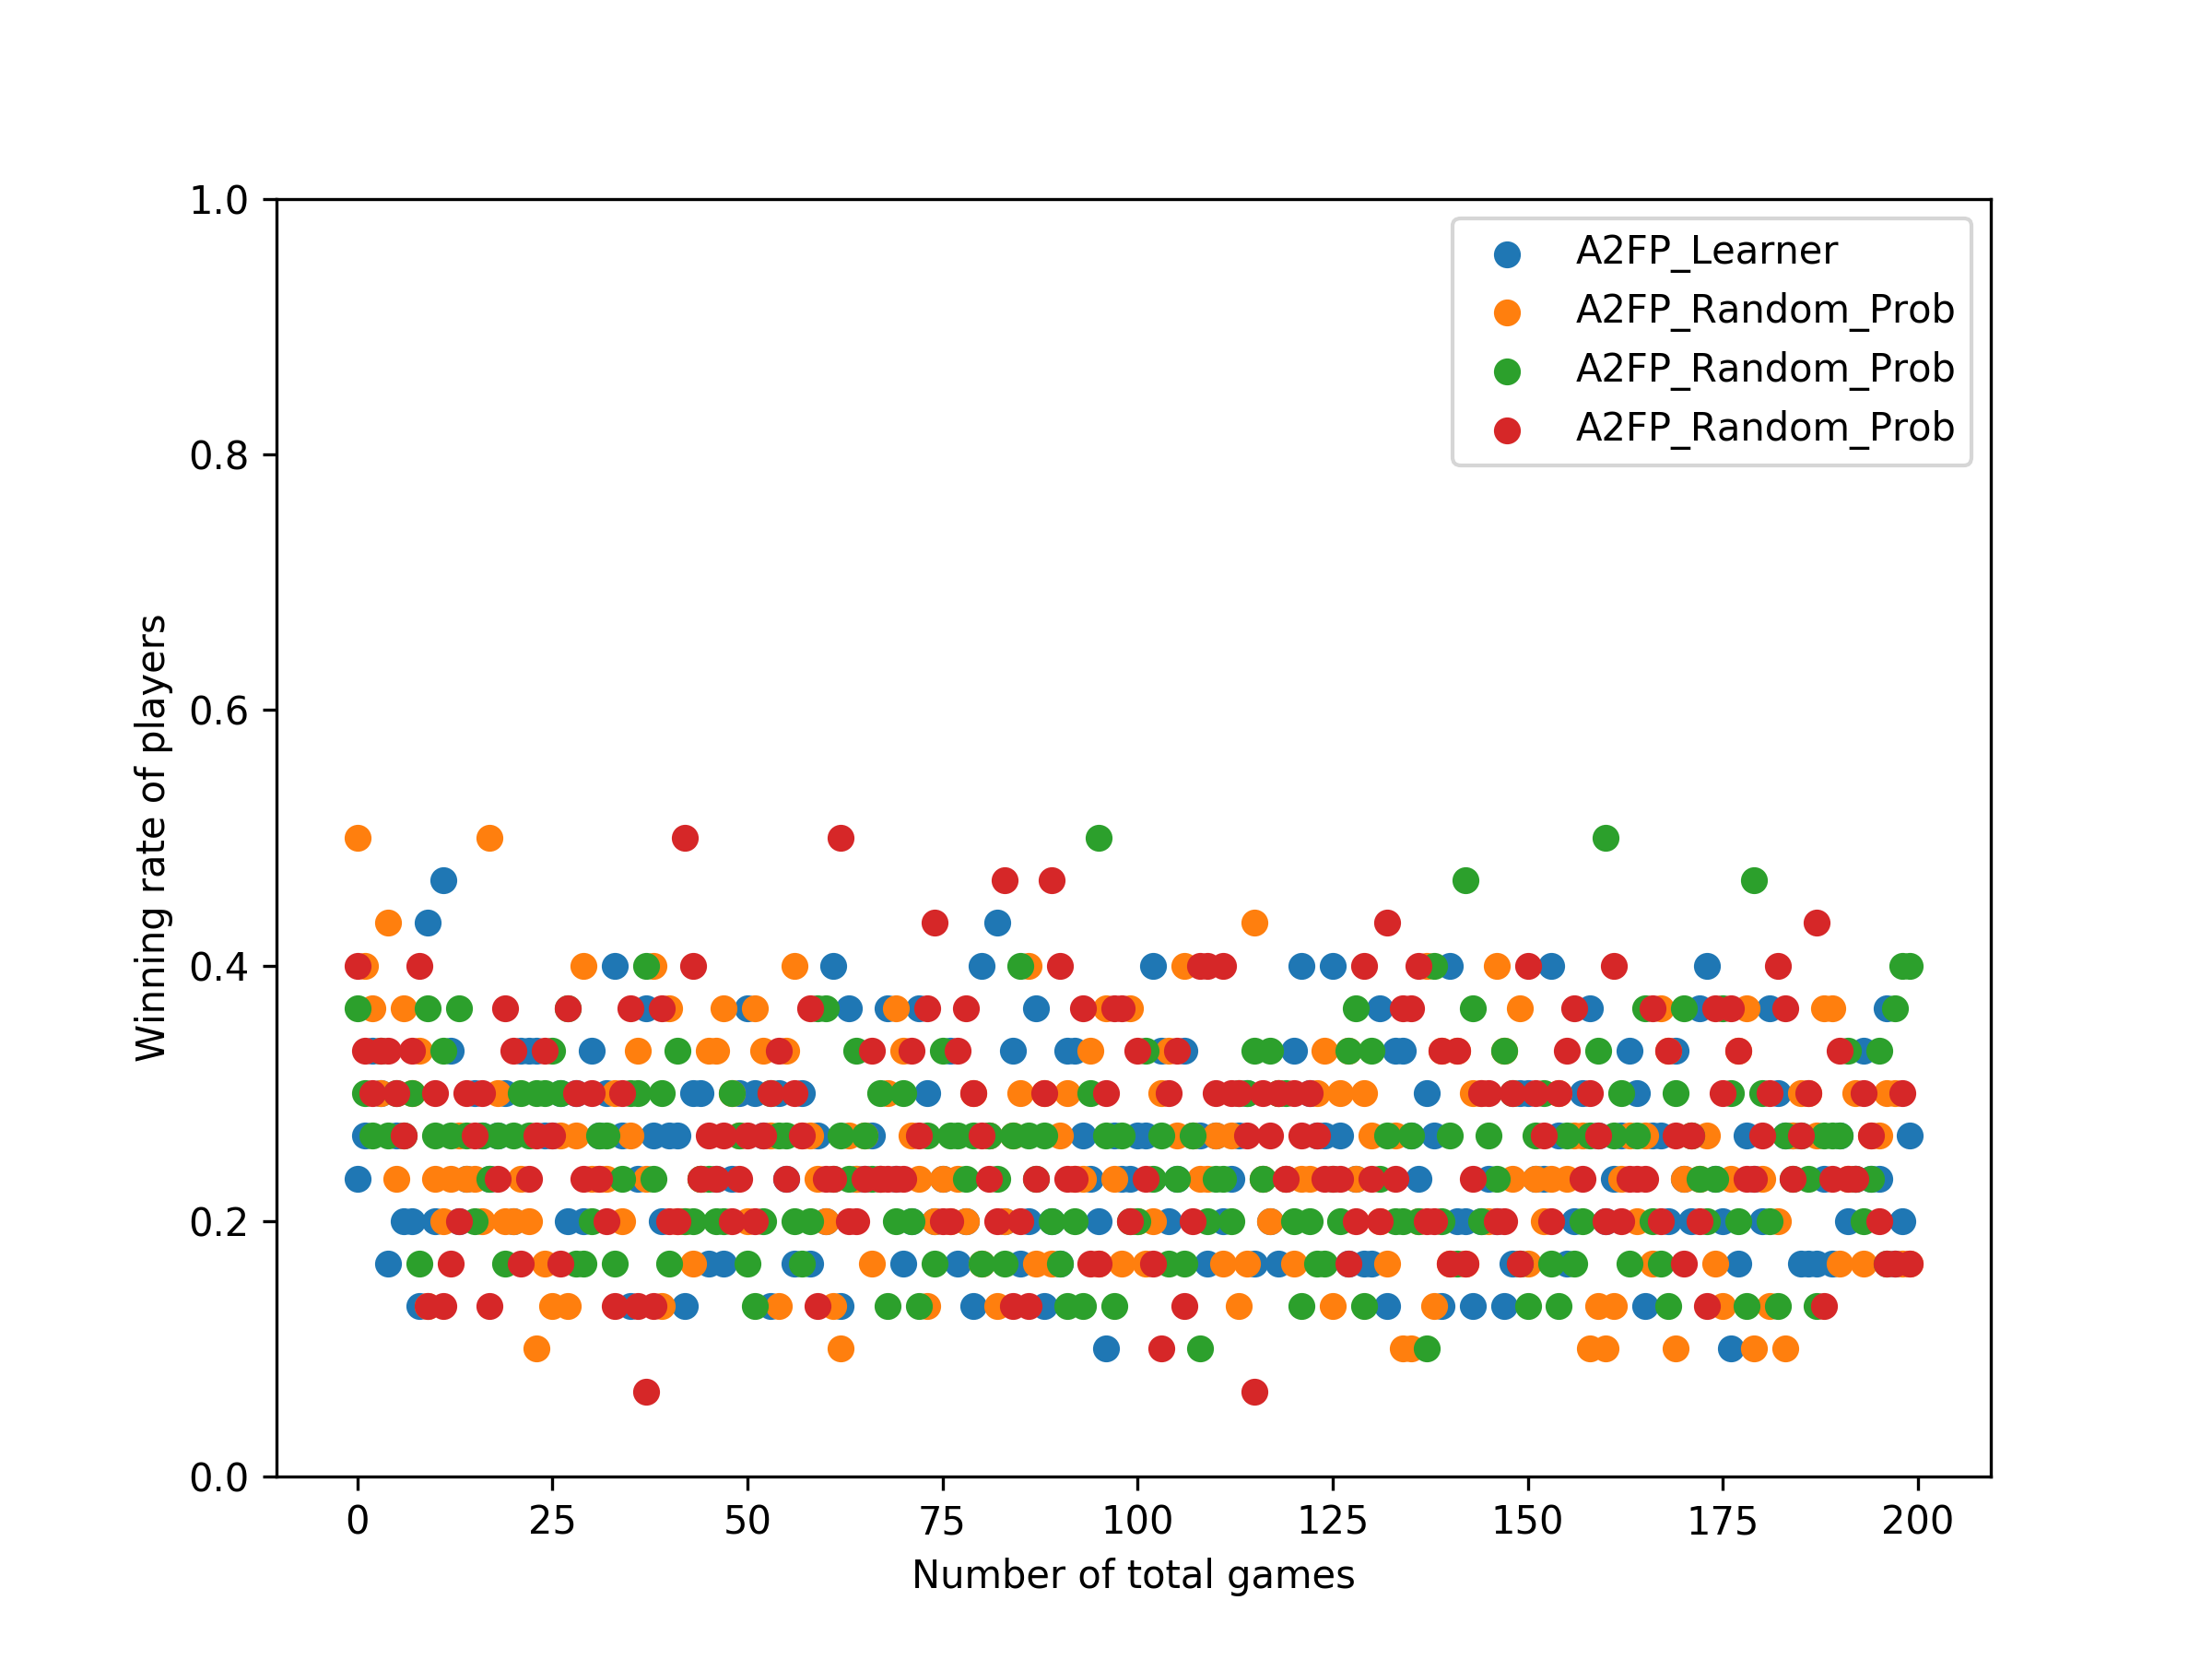 1.0
0.8
0.6
0.4
0.2
0.0
Winning rate of players
A2FP_Learner
A2FP_Random_Prob
A2FP_Random_Prob
A2FP_Random_Prob
0 25 50 75 100 125 150 175 200
Number of total games